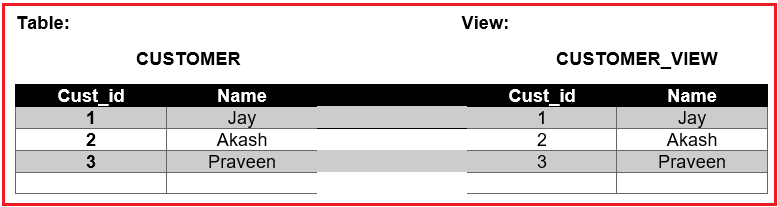 Table: View:
CUSTOMER CUSTOMER_VIEW
Cust_id Name Cust_id Name
1 Jay 1 Jay
2 Akash 2 Akash
3 Praveen 3 Praveen